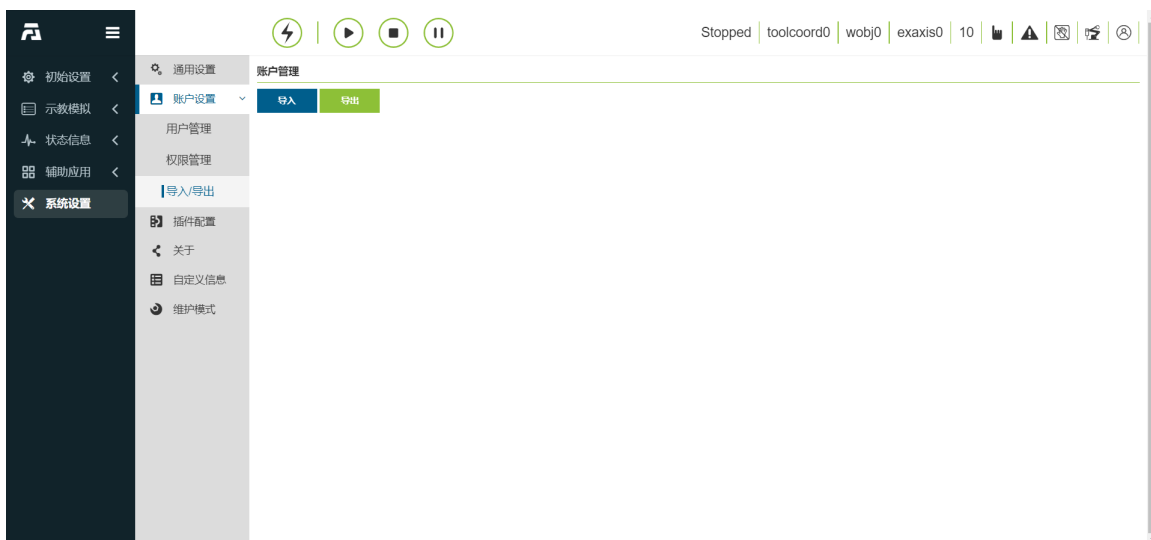 Stopped toolcoord0 wobj0 exaxis0 10
初始设置
示教模拟
状态信息
辅助应用
系统设置
通用设置
账户设置
用户管理
权限管理
导入/导出
插件配置
关于
自定义信息
维护模式
账户管理
导入 导出